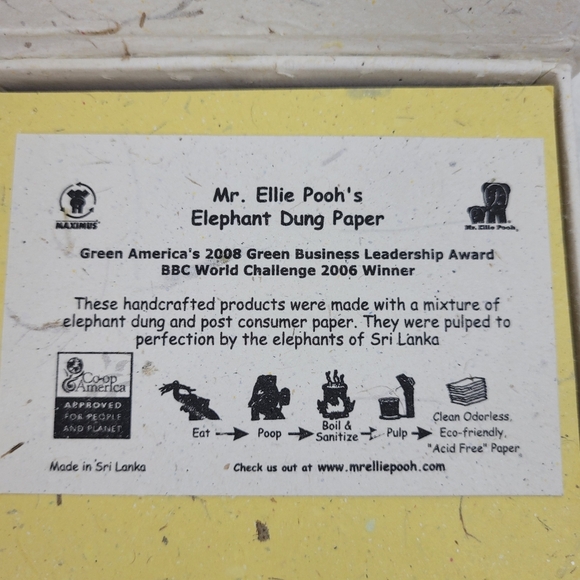 Mr. Ellie Pooh's
Elephant Dung Paper
MAXIMUS
Mr. Ellie Pooh
Green America's 2008 Green Business Leadership Award
BBC World Challenge 2006 Winner
These handcrafted products were made with a mixture of
elephant dung and post consumer paper. They were pulped to
perfection by the elephants of Sri Lanka
Co-op
America
APPROVED
FOR PEOPLE
AND PLANET
Eat
Poop
Boil &
Sanitize
Pulp
Clean Odorless,
Eco-friendly,
"Acid Free" Paper
Made in Sri Lanka
Check us out at www.mrelliepooh.com